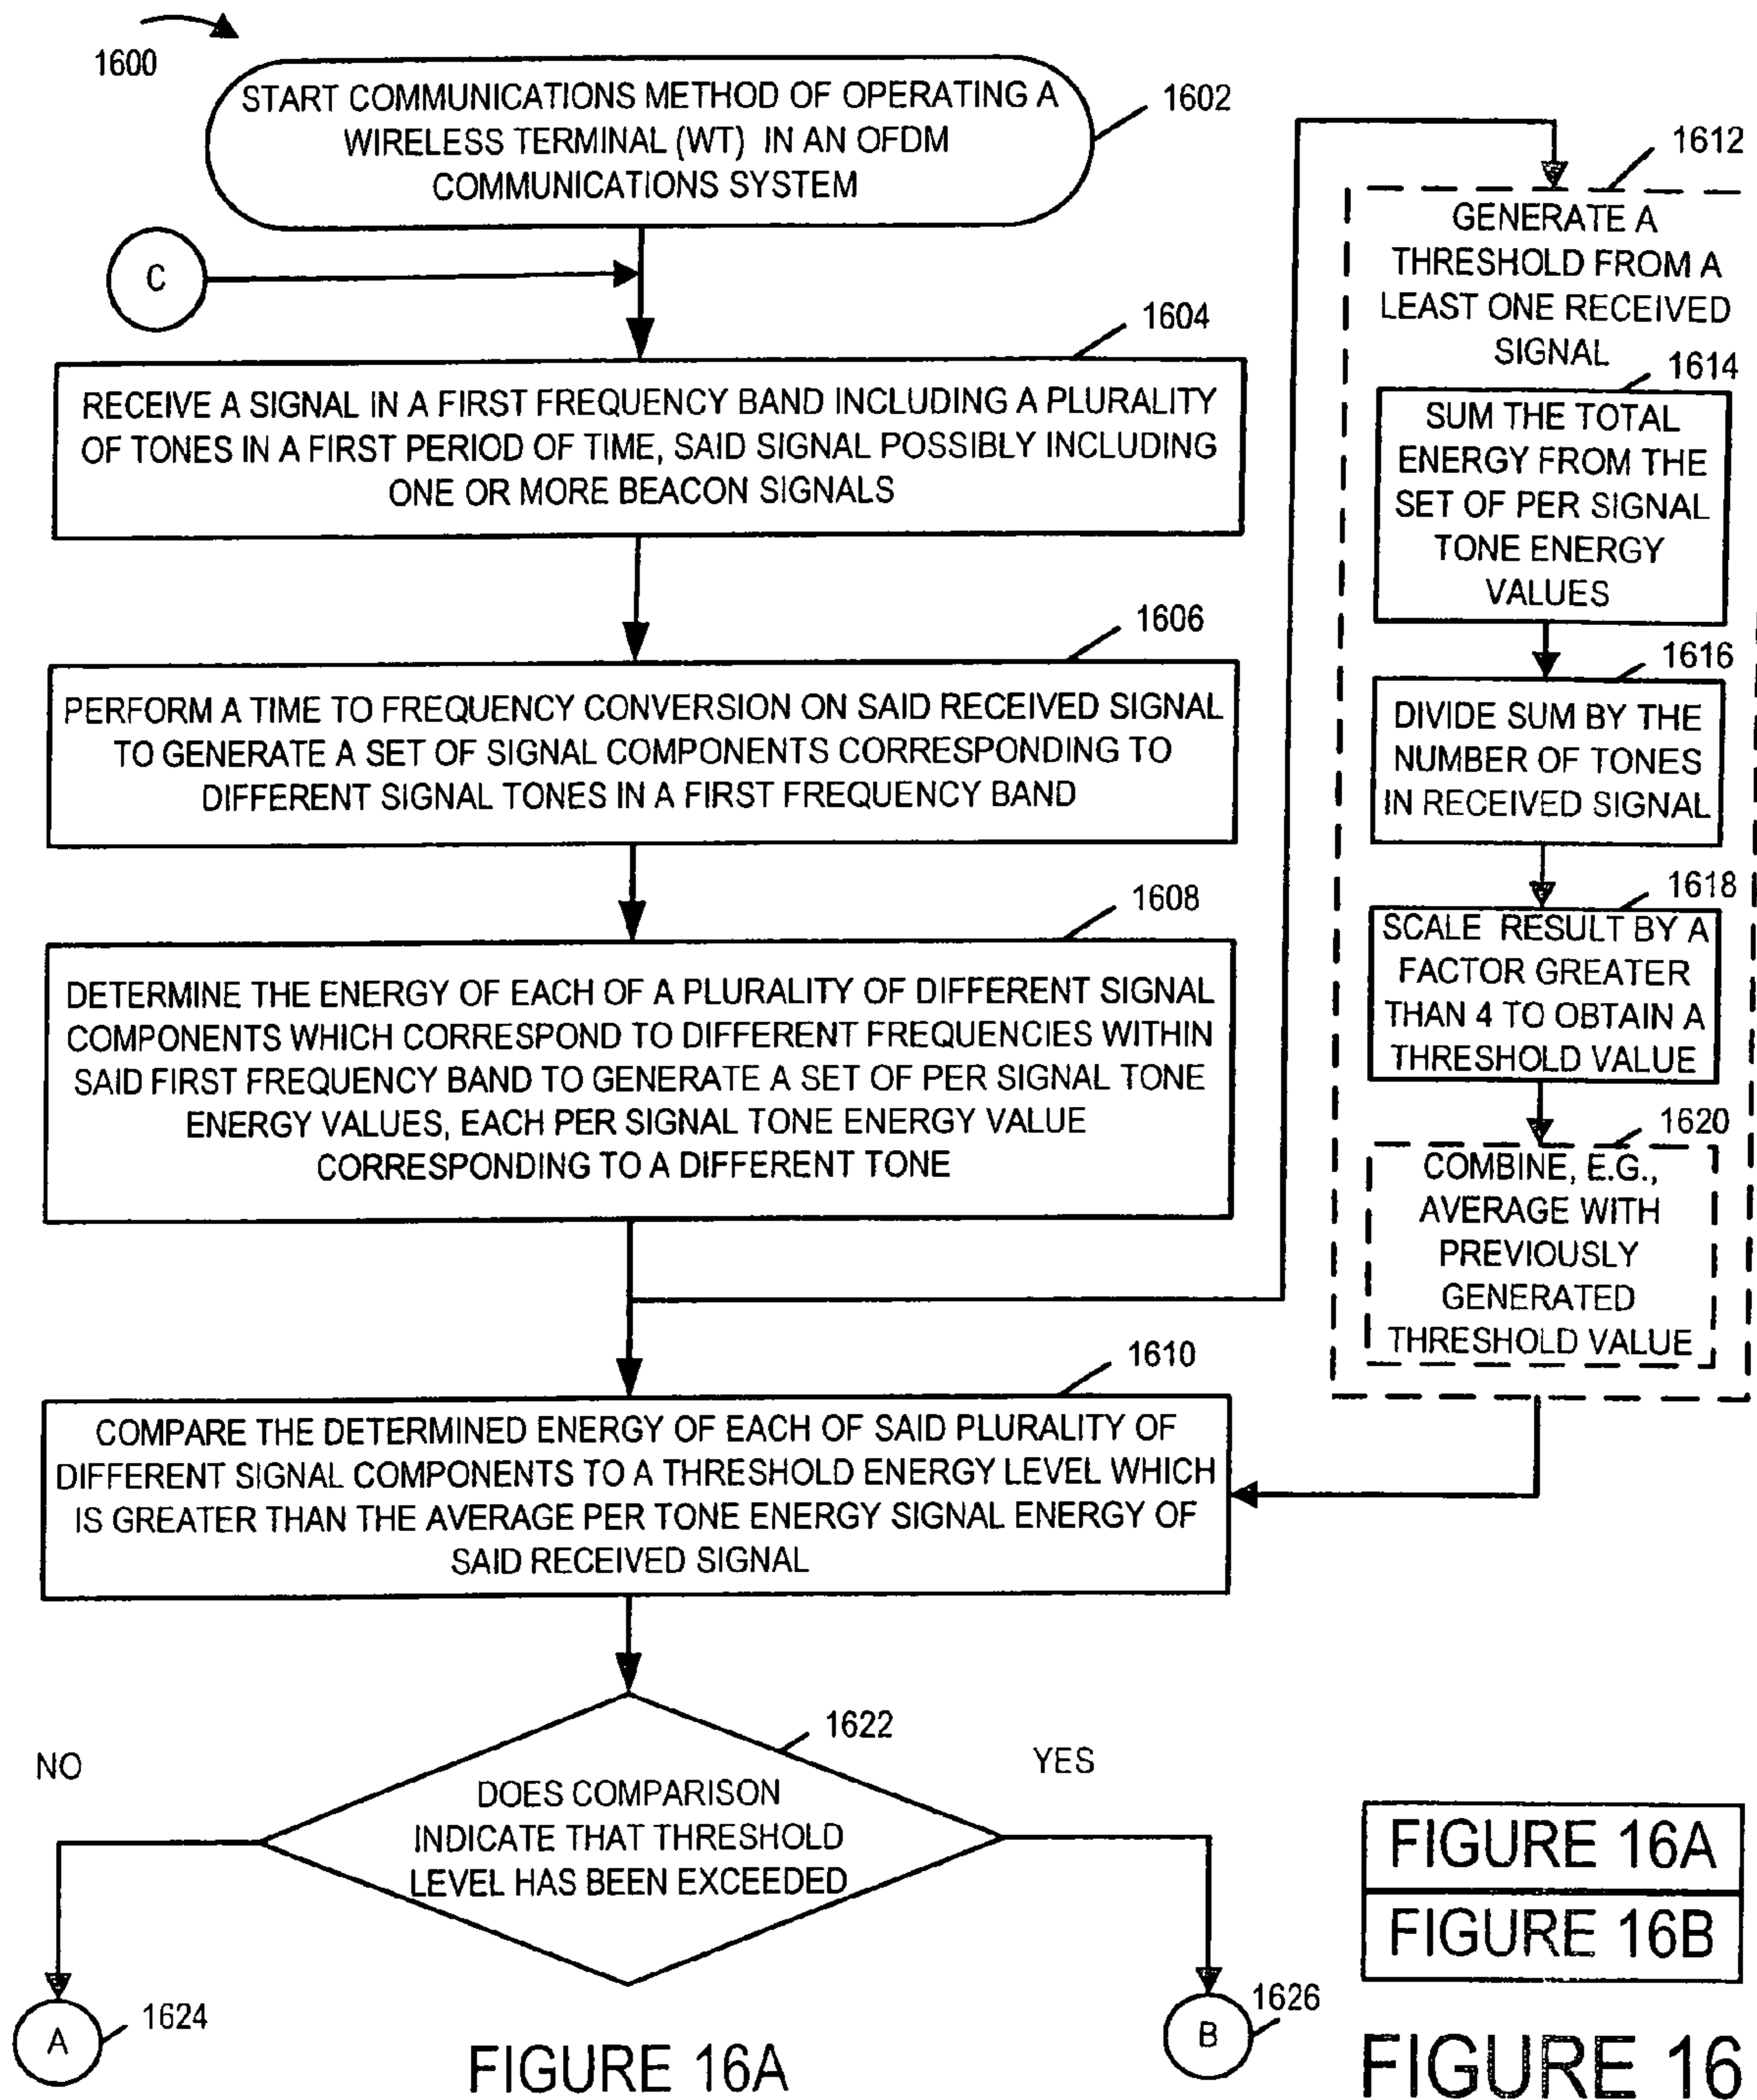 1600
START COMMUNICATIONS METHOD OF OPERATING A
WIRELESS TERMINAL (WT) IN AN OFDM
COMMUNICATIONS SYSTEM
1602
C
1604
RECEIVE A SIGNAL IN A FIRST FREQUENCY BAND INCLUDING A PLURALITY
OF TONES IN A FIRST PERIOD OF TIME, SAID SIGNAL POSSIBLY INCLUDING
ONE OR MORE BEACON SIGNALS
1606
PERFORM A TIME TO FREQUENCY CONVERSION ON SAID RECEIVED SIGNAL
TO GENERATE A SET OF SIGNAL COMPONENTS CORRESPONDING TO
DIFFERENT SIGNAL TONES IN A FIRST FREQUENCY BAND
1608
DETERMINE THE ENERGY OF EACH OF A PLURALITY OF DIFFERENT SIGNAL
COMPONENTS WHICH CORRESPOND TO DIFFERENT FREQUENCIES WITHIN
SAID FIRST FREQUENCY BAND TO GENERATE A SET OF PER SIGNAL TONE
ENERGY VALUES, EACH PER SIGNAL TONE ENERGY VALUE
CORRESPONDING TO A DIFFERENT TONE
1612
GENERATE A
THRESHOLD FROM A
LEAST ONE RECEIVED
SIGNAL
1614
SUM THE TOTAL
ENERGY FROM THE
SET OF PER SIGNAL
TONE ENERGY
VALUES
1616
DIVIDE SUM BY THE
NUMBER OF TONES
IN RECEIVED SIGNAL
1618
SCALE RESULT BY A
FACTOR GREATER
THAN 4 TO OBTAIN A
THRESHOLD VALUE
1620
COMBINE, E.G.,
AVERAGE WITH
PREVIOUSLY
GENERATED
THRESHOLD VALUE
1610
COMPARE THE DETERMINED ENERGY OF EACH OF SAID PLURALITY OF
DIFFERENT SIGNAL COMPONENTS TO A THRESHOLD ENERGY LEVEL WHICH
IS GREATER THAN THE AVERAGE PER TONE ENERGY SIGNAL ENERGY OF
SAID RECEIVED SIGNAL
1622
NO
YES
DOES COMPARISON
INDICATE THAT THRESHOLD
LEVEL HAS BEEN EXCEEDED
A
1624
B
1626
FIGURE 16A
FIGURE 16A
FIGURE 16B
FIGURE 16